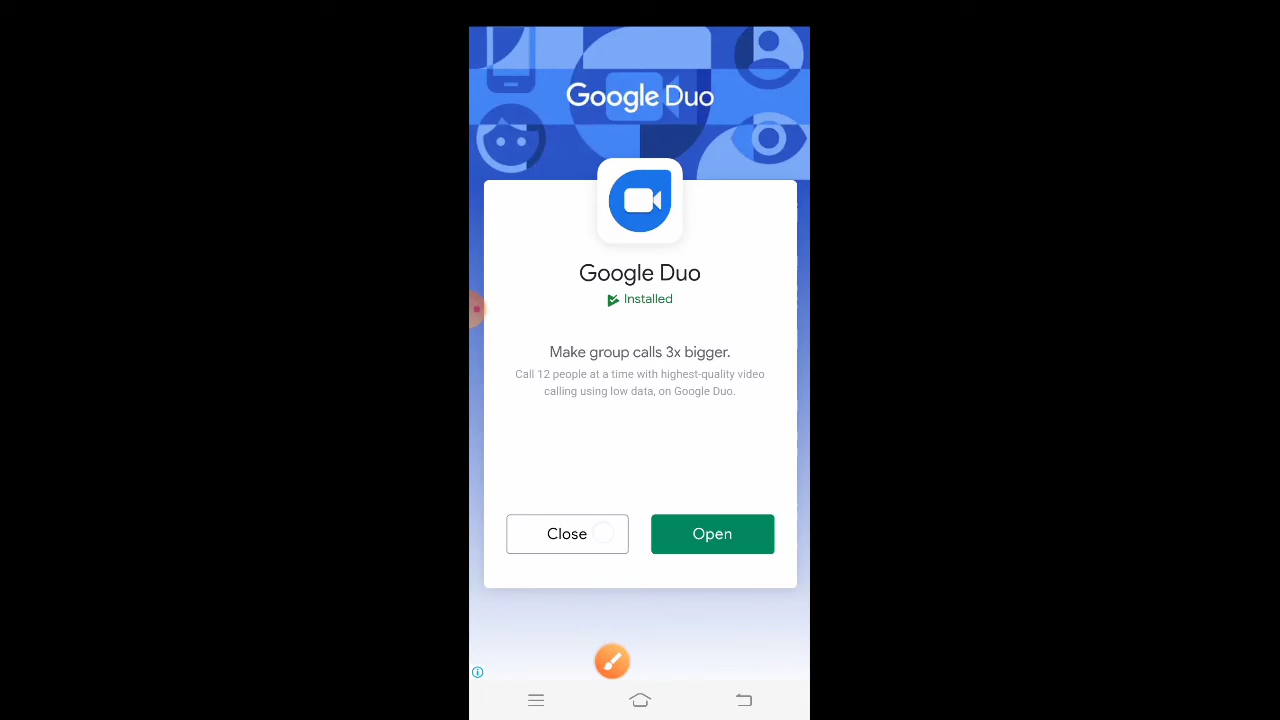 Google Duo
Google Duo
Installed
Make group calls 3x bigger.
Call 12 people at a time with highest-quality video
calling using low data, on Google Duo.
Close
Open